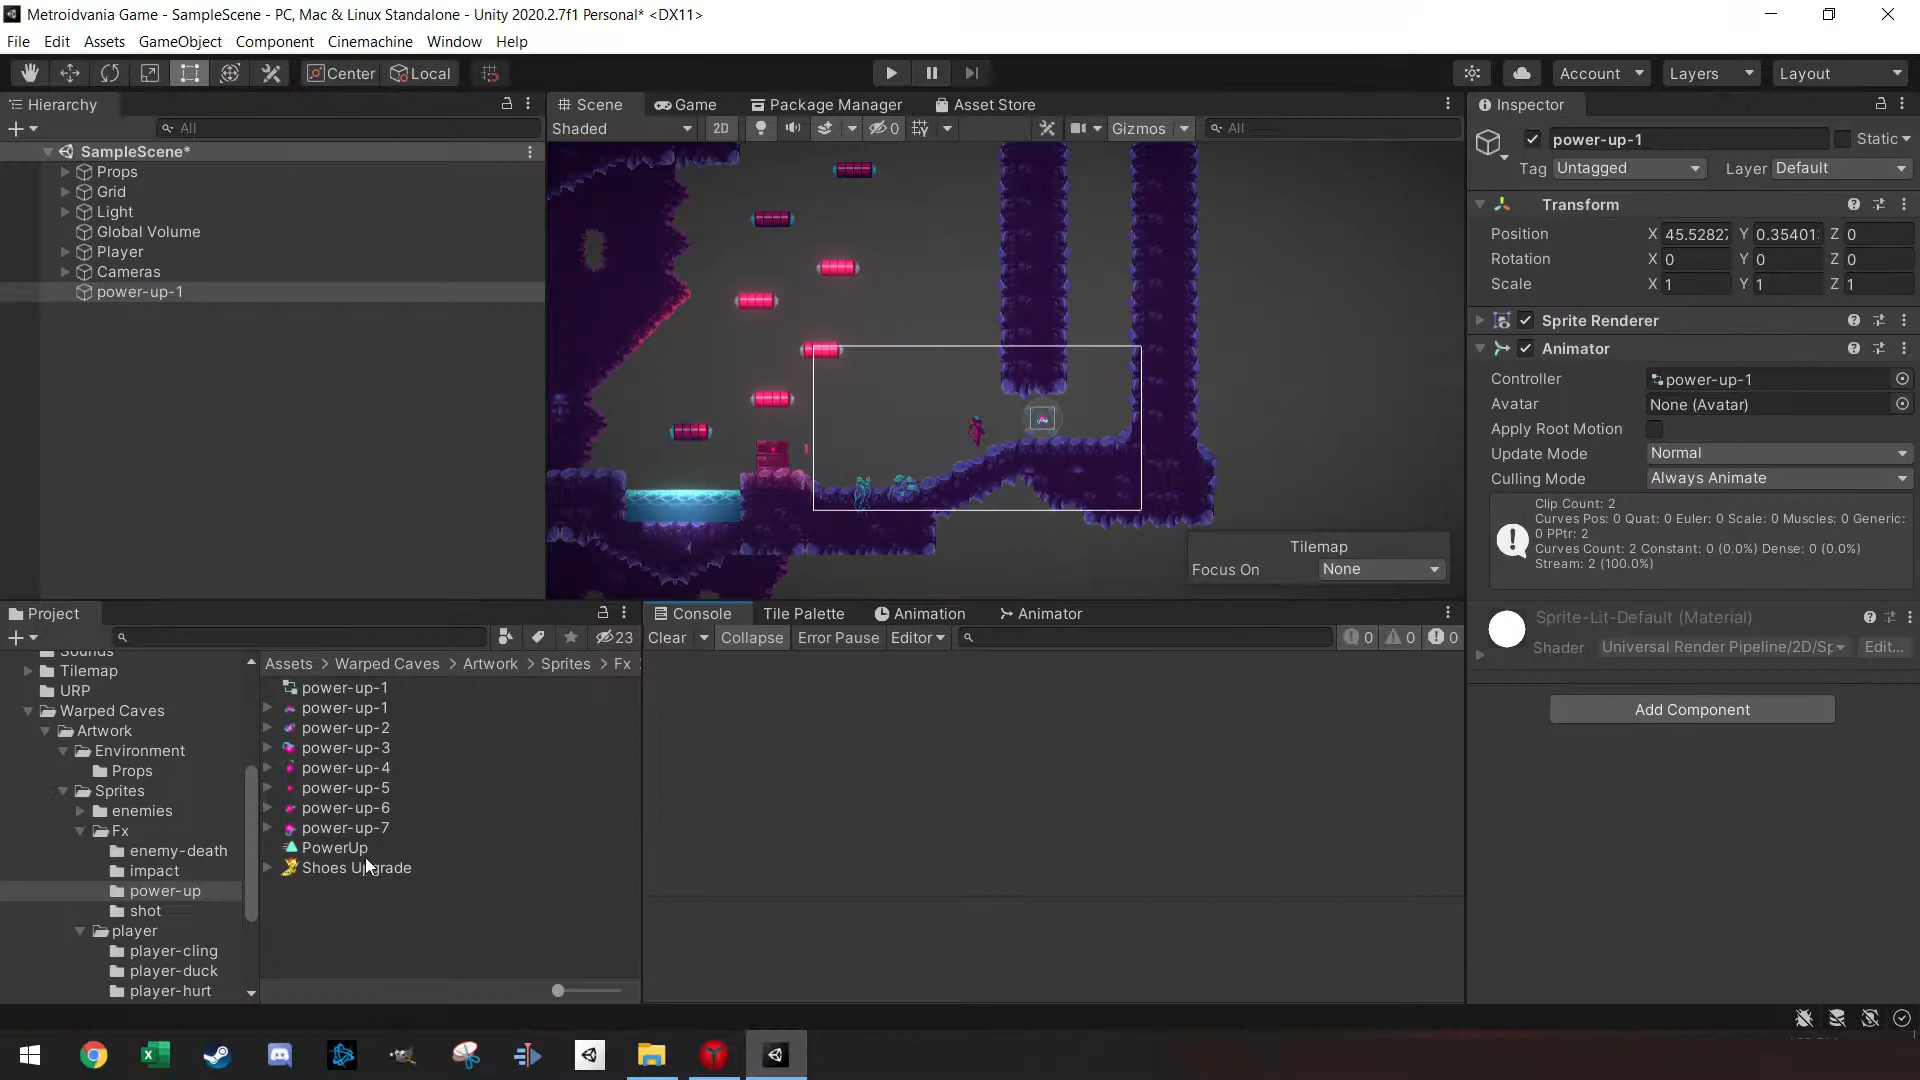 Metroidvania Game - SampleScene - PC, Mac & Linux Standalone - Unity 2020.2.7f1 Personal* <DX11>
File Edit Assets GameObject Component Cinemachine Window Help
Center Local
Account Layers Layout
Hierarchy
All
SampleScene*
Props
Grid
Light
Global Volume
Player
Cameras
power-up-1
Scene Game Package Manager Asset Store
Shaded 2D 0 Gizmos All
Tilemap
Focus On None
Inspector
power-up-1 Static
Tag Untagged Layer Default
Transform
Position X 45.52827 Y 0.35401 Z 0
Rotation X 0 Y 0 Z 0
Scale X 1 Y 1 Z 1
Sprite Renderer
Animator
Controller power-up-1
Avatar None (Avatar)
Apply Root Motion
Update Mode Normal
Culling Mode Always Animate
Clip Count: 2
Curves Pos: 0 Quat: 0 Euler: 0 Scale: 0 Muscles: 0 Generic:
0 PPtr: 2
Curves Count: 2 Constant: 0 (0.0%) Dense: 0 (0.0%)
Stream: 2 (100.0%)
Sprite-Lit-Default (Material)
Shader Universal Render Pipeline/2D/Sp Edit...
Add Component
Project
23
Sounds
Tilemap
URP
Warped Caves
Artwork
Environment
Props
Sprites
enemies
Fx
enemy-death
impact
power-up
shot
player
player-cling
player-duck
player-hurt
Assets > Warped Caves > Artwork > Sprites > Fx
power-up-1
power-up-1
power-up-2
power-up-3
power-up-4
power-up-5
power-up-6
power-up-7
PowerUp
Shoes Upgrade
Console Tile Palette Animation Animator
Clear Collapse Error Pause Editor 0 0 0